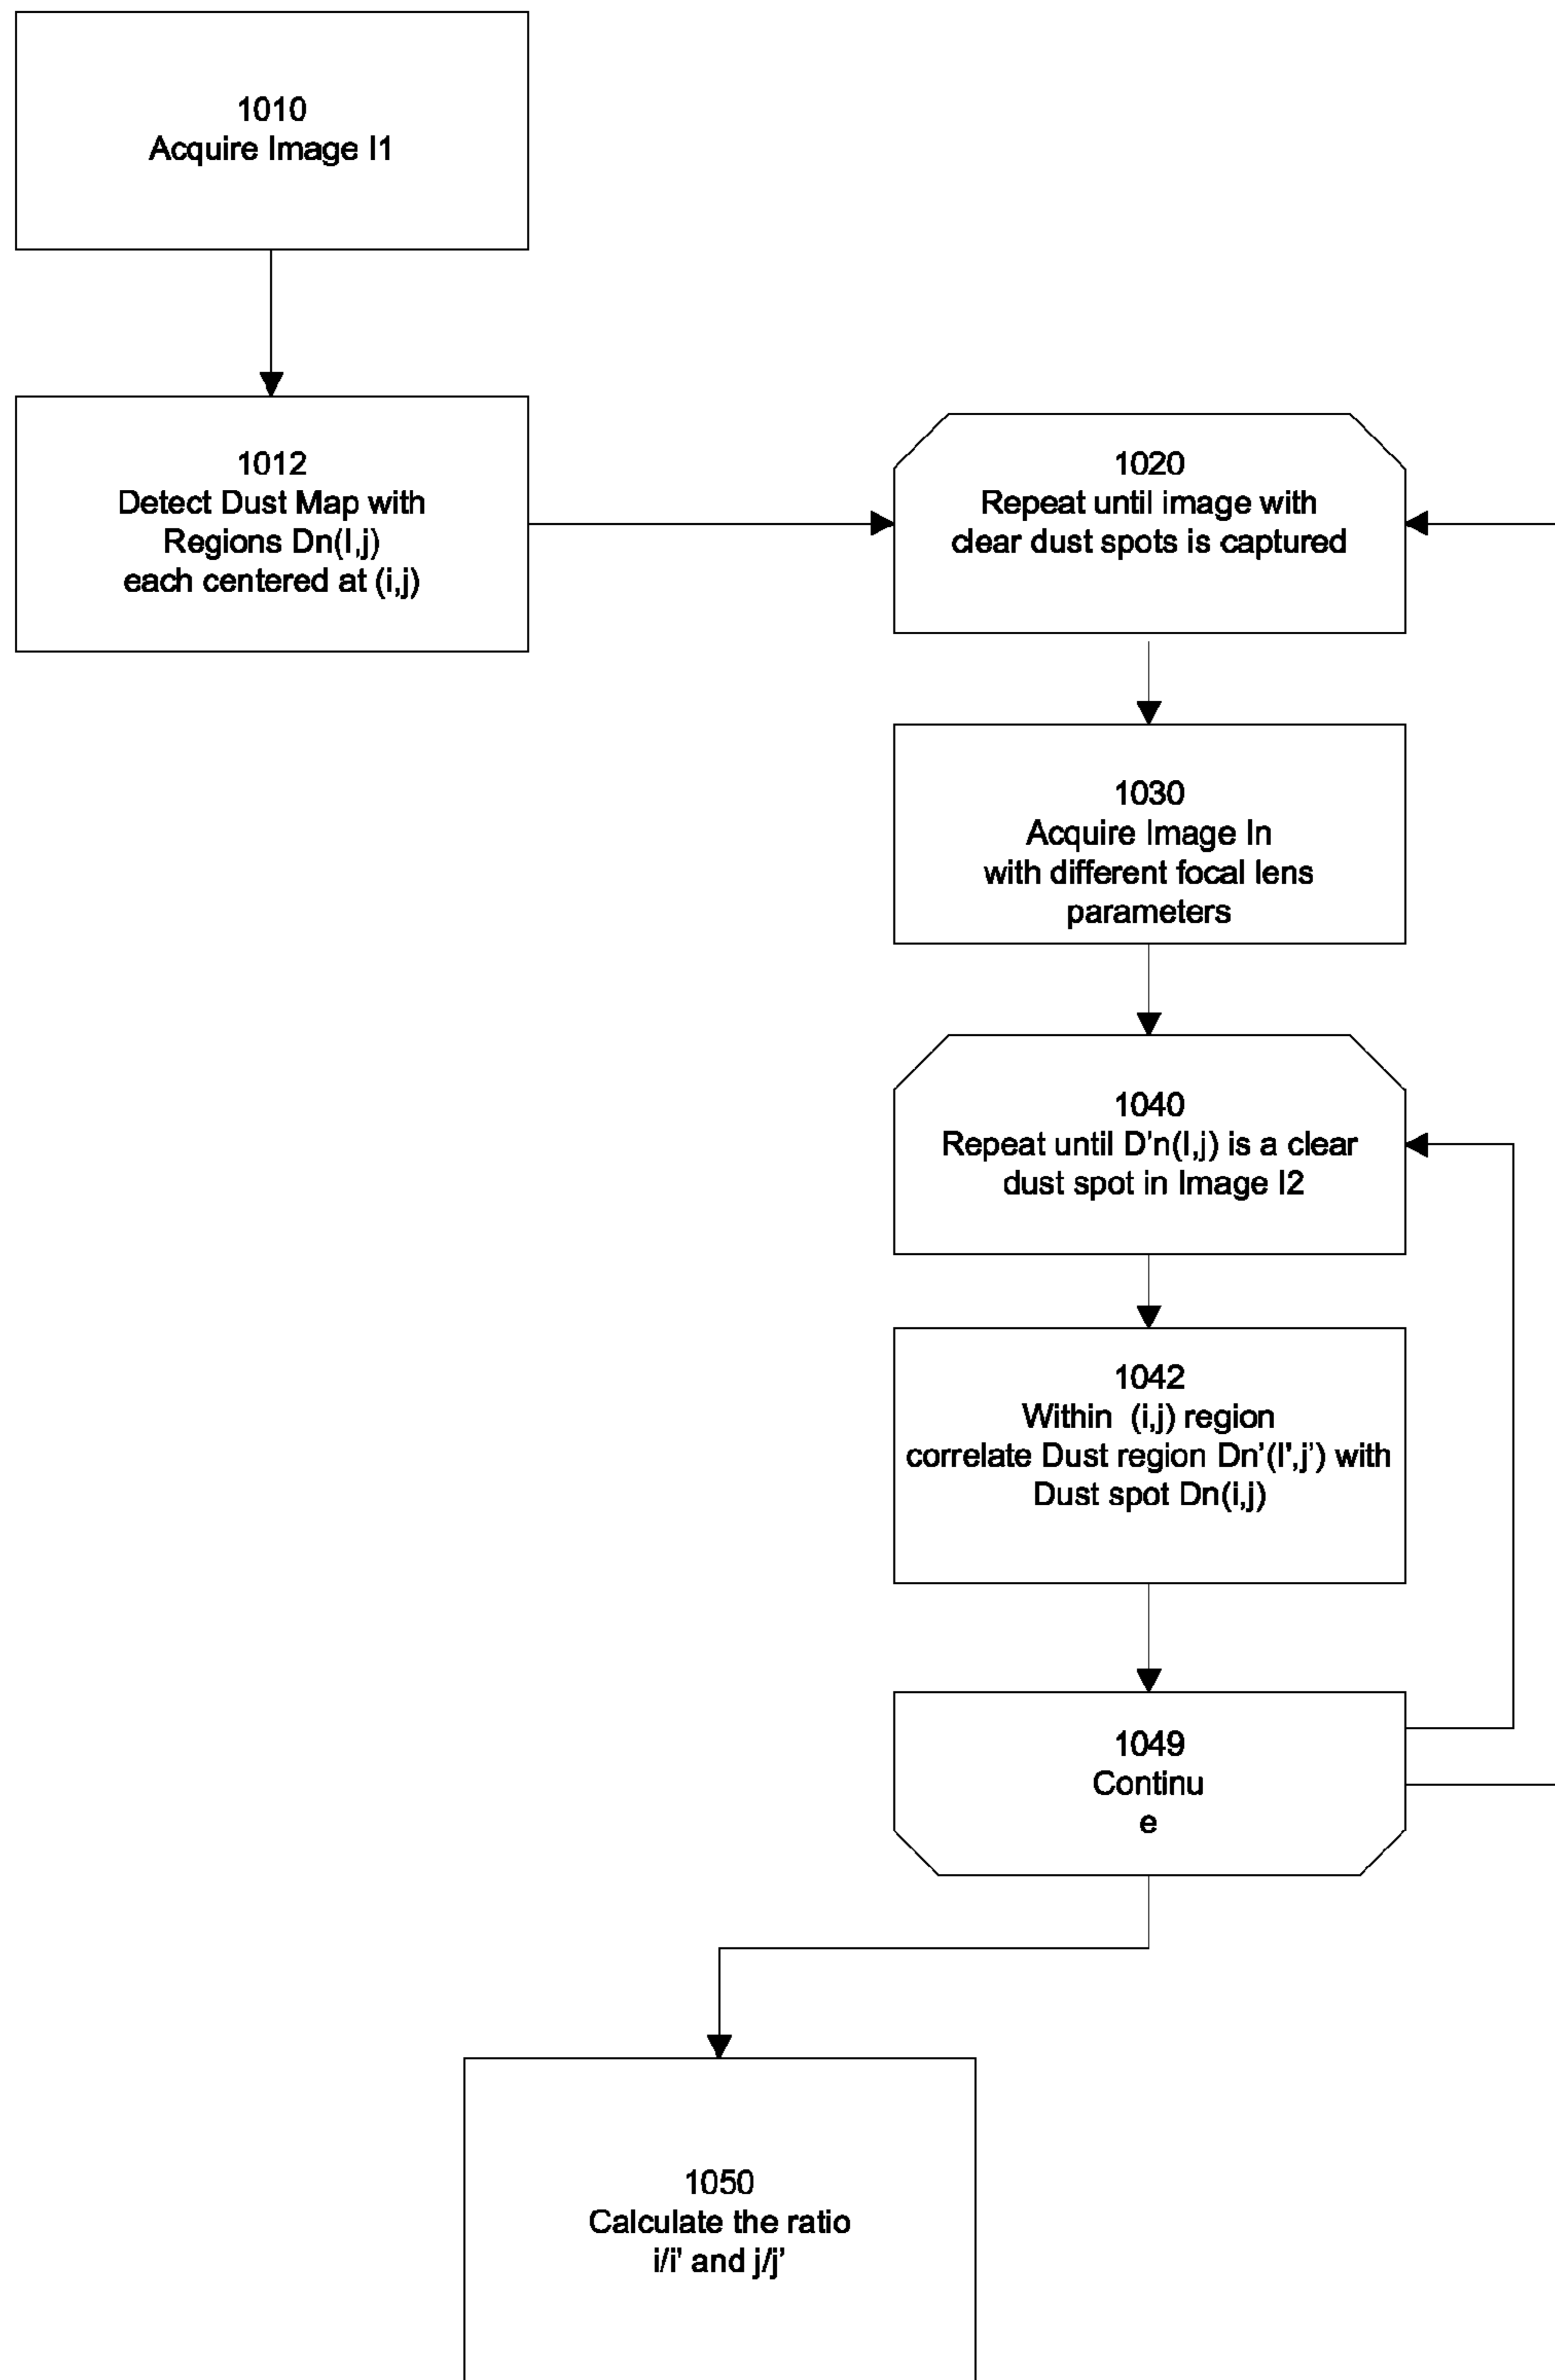 1010
Acquire Image I1
1012
Detect Dust Map with
Regions Dn(I,j)
each centered at (i,j)
1020
Repeat until image with
clear dust spots is captured
1030
Acquire Image In
with different focal lens
parameters
1040
Repeat until D'n(I,j) is a clear
dust spot in Image I2
1042
Within (i,j) region
correlate Dust region Dn'(I',j') with
Dust spot Dn(i,j)
1049
Continu
e
1050
Calculate the ratio
i/i' and j/j'